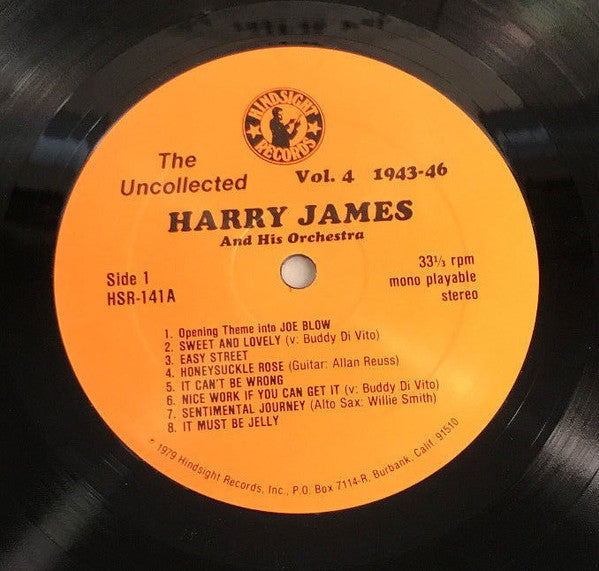 HINDSIGHT
RECORDS
The
Uncollected
Vol. 4 1943-46
HARRY JAMES
And His Orchestra
Side 1
HSR-141A
33⅓ rpm
mono playable
stereo
1. Opening Theme into JOE BLOW
2. SWEET AND LOVELY (v: Buddy Di Vito)
3. EASY STREET
4. HONEYSUCKLE ROSE (Guitar: Allan Reuss)
5. IT CAN'T BE WRONG
6. NICE WORK IF YOU CAN GET IT (v: Buddy Di Vito)
7. SENTIMENTAL JOURNEY (Alto Sax: Willie Smith)
8. IT MUST BE JELLY
1979 Hindsight Records, Inc., P.O. Box 7114-R, Burbank, Calif. 91510